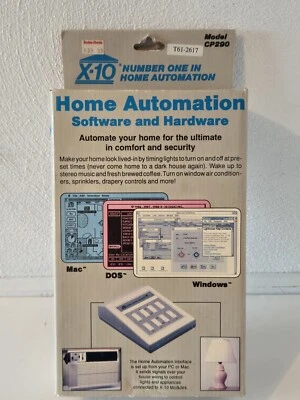 Model
CP290
T61-2617
X-10
NUMBER ONE IN
HOME AUTOMATION
Home Automation
Software and Hardware
Automate your home for the ultimate
in comfort and security
Make your home look lived-in by timing lights to turn on and off at pre-
set times (never come home to a dark house again). Wake up to
stereo music and fresh brewed coffee. Turn on window air condition-
ers, sprinklers, drapery controls and more!
Mac™
DOS™
Windows™
The Home Automation Interface
is set up from your PC or Mac.
It sends signals over your
house wiring to control
lights and appliances
connected to X-10 Modules.